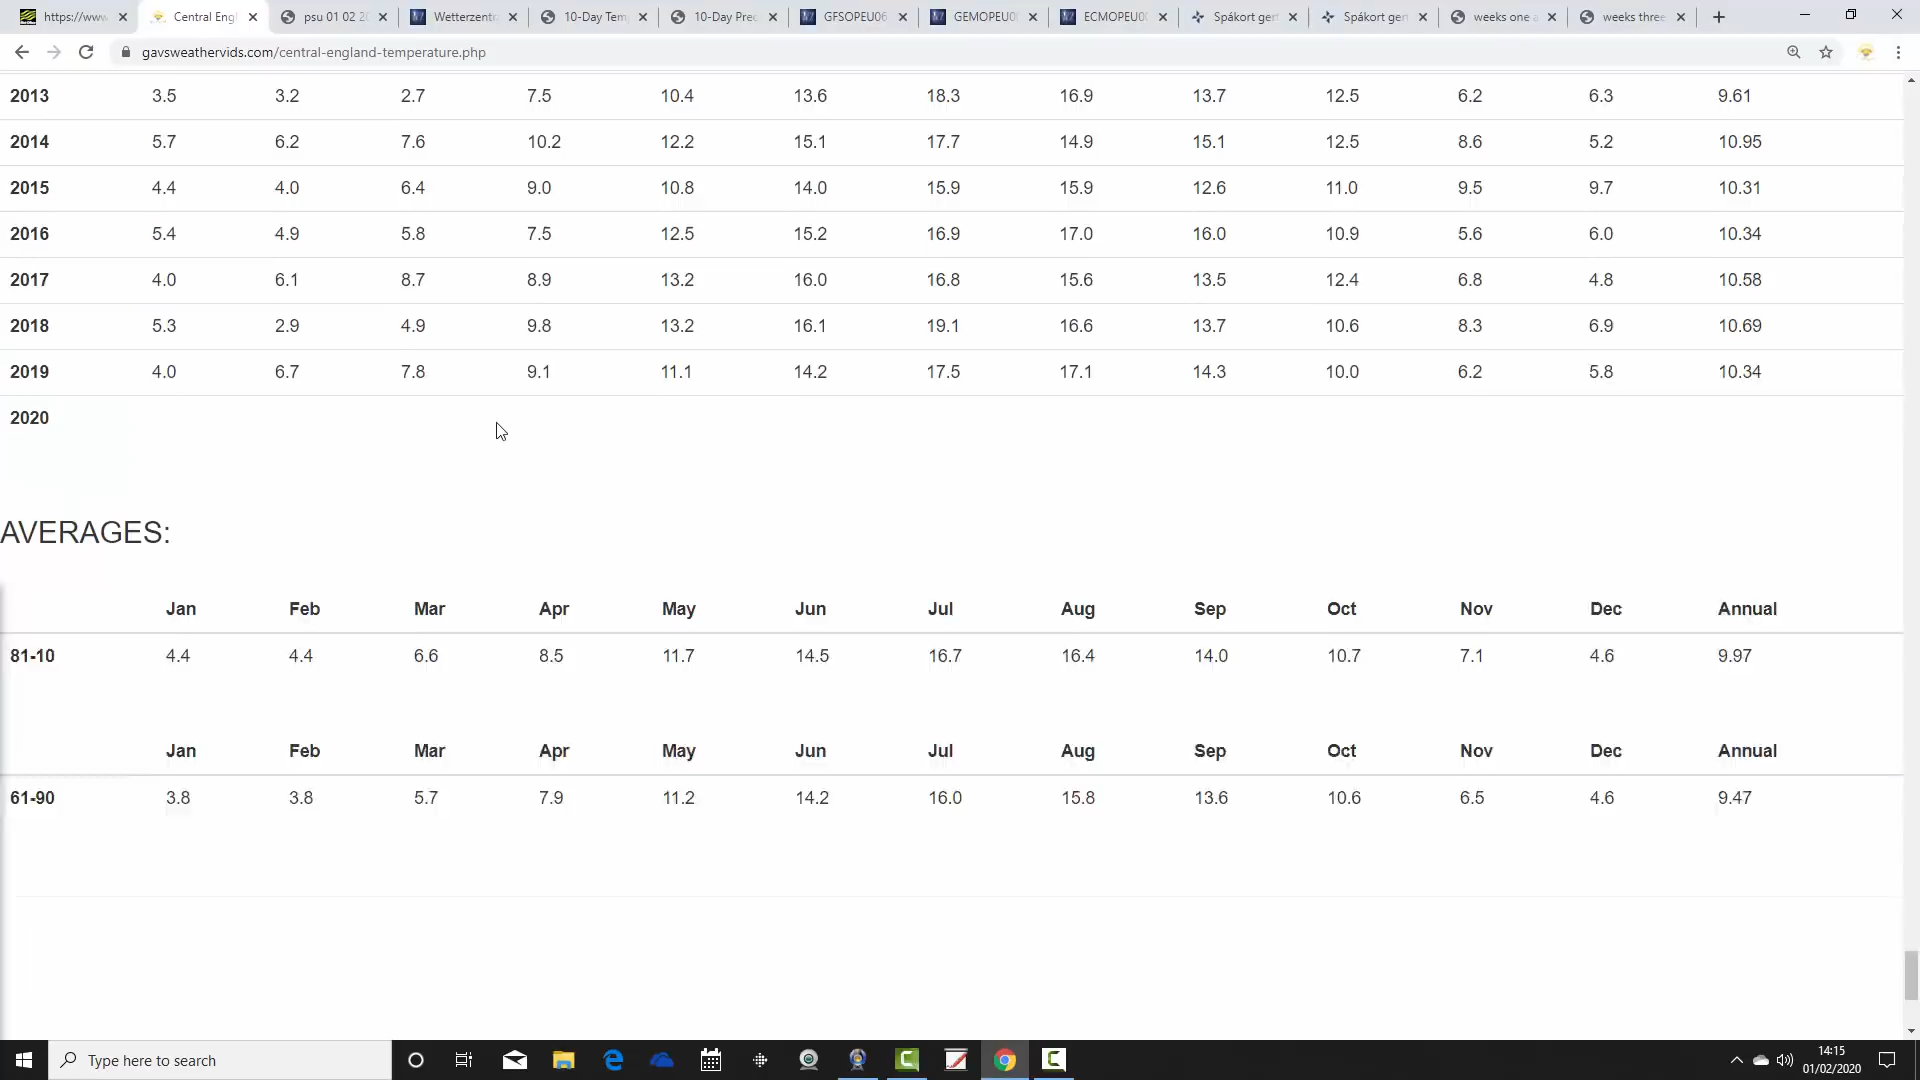 https://www. Central Engl psu 01 02 20 Wetterzentr 10-Day Tem 10-Day Prec GFSOPEU06 GEMOPEU0 ECMOPEU0 Spákort ger Spákort ger weeks one a weeks three
gavsweathervids.com/central-england-temperature.php
2013 3.5 3.2 2.7 7.5 10.4 13.6 18.3 16.9 13.7 12.5 6.2 6.3 9.61
2014 5.7 6.2 7.6 10.2 12.2 15.1 17.7 14.9 15.1 12.5 8.6 5.2 10.95
2015 4.4 4.0 6.4 9.0 10.8 14.0 15.9 15.9 12.6 11.0 9.5 9.7 10.31
2016 5.4 4.9 5.8 7.5 12.5 15.2 16.9 17.0 16.0 10.9 5.6 6.0 10.34
2017 4.0 6.1 8.7 8.9 13.2 16.0 16.8 15.6 13.5 12.4 6.8 4.8 10.58
2018 5.3 2.9 4.9 9.8 13.2 16.1 19.1 16.6 13.7 10.6 8.3 6.9 10.69
2019 4.0 6.7 7.8 9.1 11.1 14.2 17.5 17.1 14.3 10.0 6.2 5.8 10.34
2020
AVERAGES:
Jan Feb Mar Apr May Jun Jul Aug Sep Oct Nov Dec Annual
81-10 4.4 4.4 6.6 8.5 11.7 14.5 16.7 16.4 14.0 10.7 7.1 4.6 9.97
Jan Feb Mar Apr May Jun Jul Aug Sep Oct Nov Dec Annual
61-90 3.8 3.8 5.7 7.9 11.2 14.2 16.0 15.8 13.6 10.6 6.5 4.6 9.47
Type here to search
14:15
01/02/2020